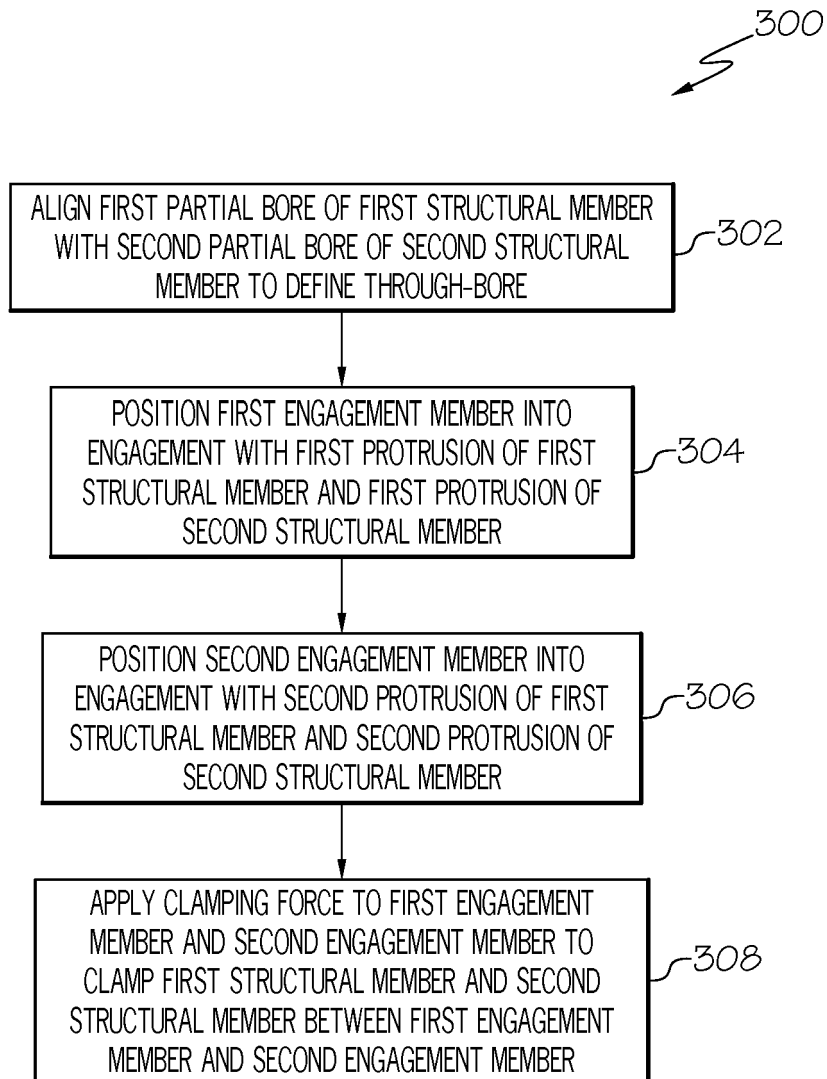 300
ALIGN FIRST PARTIAL BORE OF FIRST STRUCTURAL MEMBER
WITH SECOND PARTIAL BORE OF SECOND STRUCTURAL
MEMBER TO DEFINE THROUGH-BORE
302
POSITION FIRST ENGAGEMENT MEMBER INTO
ENGAGEMENT WITH FIRST PROTRUSION OF FIRST
STRUCTURAL MEMBER AND FIRST PROTRUSION OF
SECOND STRUCTURAL MEMBER
304
POSITION SECOND ENGAGEMENT MEMBER INTO
ENGAGEMENT WITH SECOND PROTRUSION OF FIRST
STRUCTURAL MEMBER AND SECOND PROTRUSION OF
SECOND STRUCTURAL MEMBER
306
APPLY CLAMPING FORCE TO FIRST ENGAGEMENT
MEMBER AND SECOND ENGAGEMENT MEMBER TO
CLAMP FIRST STRUCTURAL MEMBER AND SECOND
STRUCTURAL MEMBER BETWEEN FIRST ENGAGEMENT
MEMBER AND SECOND ENGAGEMENT MEMBER
308